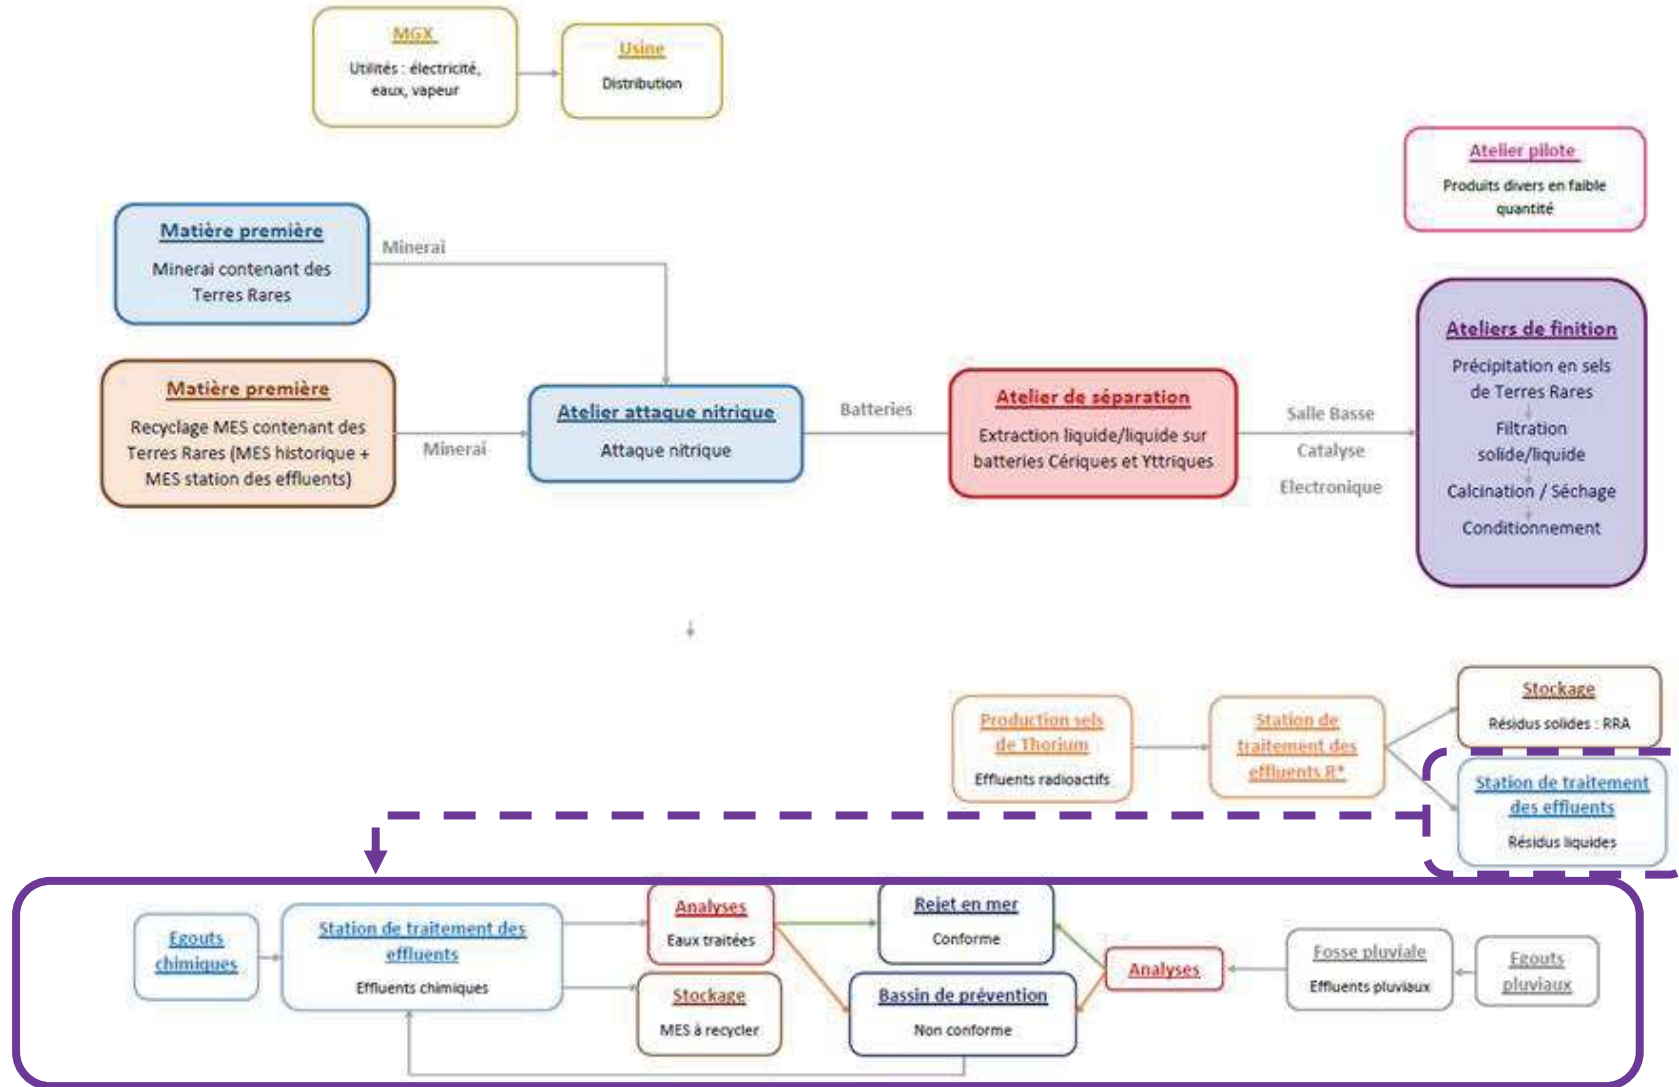 MGX
Utilités : électricité,
eaux, vapeur
Usine
Distribution
Atelier pilote
Produits divers en faible
quantité
Matière première
Minerai contenant des
Terres Rares
Minerai
Matière première
Recyclage MES contenant des
Terres Rares (MES historique +
MES station des effluents)
Minerai
Atelier attaque nitrique
Attaque nitrique
Batteries
Atelier de séparation
Extraction liquide/liquide sur
batteries Cériques et Yttriques
Salle Basse
Catalyse
Electronique
Ateliers de finition
Précipitation en sels
de Terres Rares
Filtration
solide/liquide
Calcination / Séchage
Conditionnement
Production sels
de Thorium
Effluents radioactifs
Station de
traitement des
effluents R*
Stockage
Résidus solides : RRA
Station de traitement
des effluents
Résidus liquides
Egouts
chimiques
Station de traitement des
effluents
Effluents chimiques
Analyses
Eaux traitées
Stockage
MES à recycler
Rejet en mer
Conforme
Bassin de prévention
Non conforme
Analyses
Fosse pluviale
Effluents pluviaux
Egouts
pluviaux